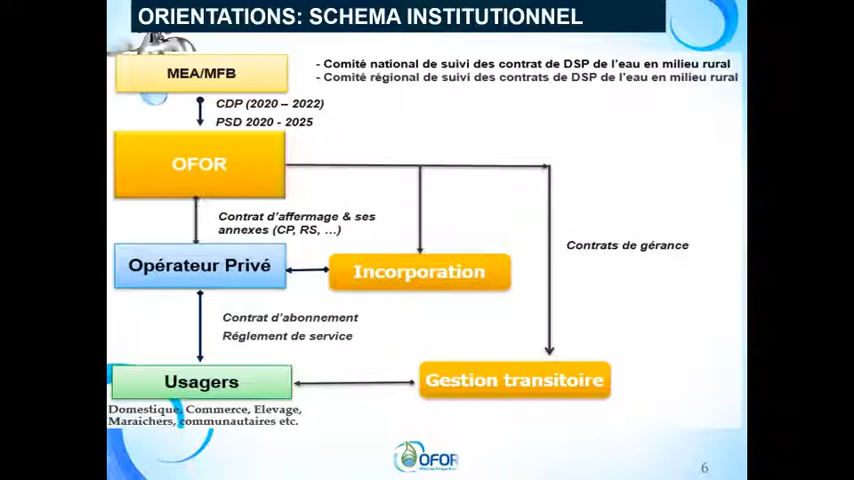 ORIENTATIONS: SCHEMA INSTITUTIONNEL
MEA/MFB
- Comité national de suivi des contrat de DSP de l'eau en milieu rural
- Comité régional de suivi des contrats de DSP de l'eau en milieu rural
CDP (2020 – 2022)
PSD 2020 - 2025
OFOR
Contrat d'affermage & ses
annexes (CP, RS, ...)
Contrats de gérance
Opérateur Privé
Incorporation
Contrat d'abonnement
Réglement de service
Usagers
Gestion transitoire
Domestique, Commerce, Elevage,
Maraichers, communautaires etc.
OFOR
6